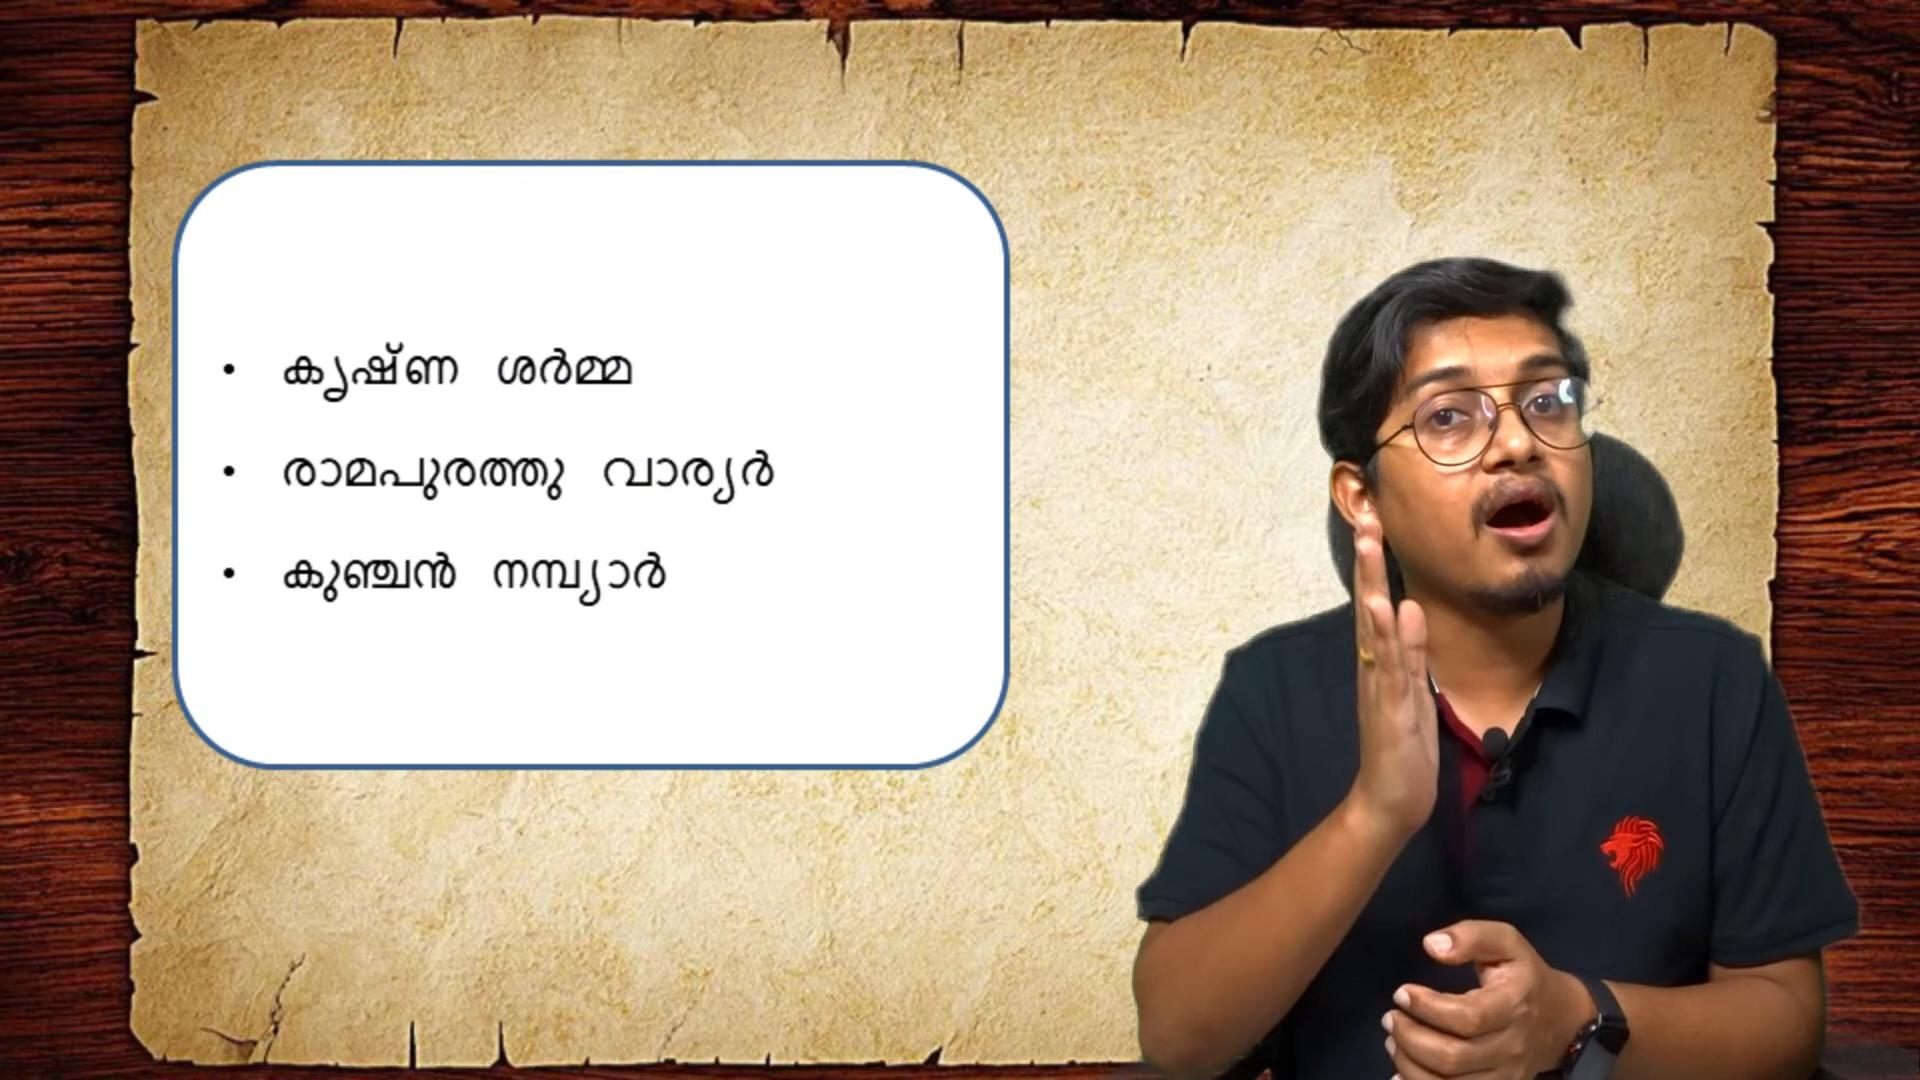 • കൃഷ്ണ ശർമ്മ
• രാമപുരത്തു വാര്യർ
• കുഞ്ചൻ നമ്പ്യാർ